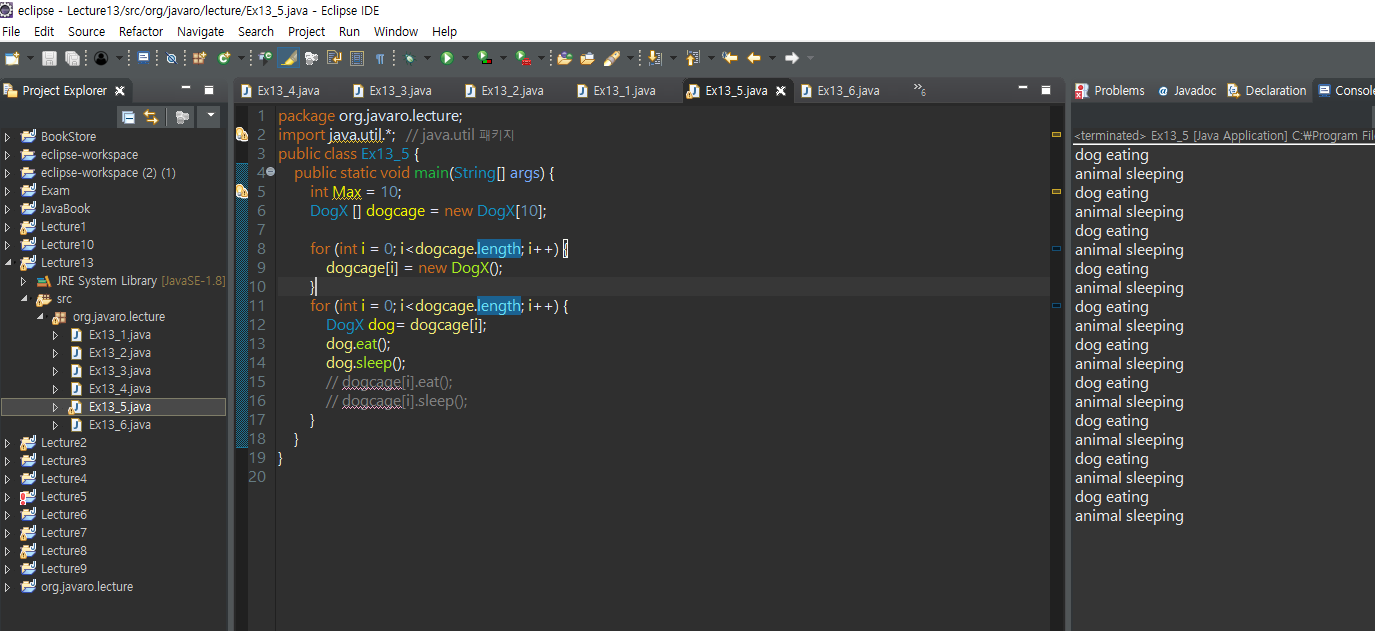 eclipse - Lecture13/src/org/javaro/lecture/Ex13_5.java - Eclipse IDE
File Edit Source Refactor Navigate Search Project Run Window Help
Project Explorer
BookStore
eclipse-workspace
eclipse-workspace (2) (1)
Exam
JavaBook
Lecture1
Lecture10
Lecture13
JRE System Library [JavaSE-1.8]
src
org.javaro.lecture
Ex13_1.java
Ex13_2.java
Ex13_3.java
Ex13_4.java
Ex13_5.java
Ex13_6.java
Lecture2
Lecture3
Lecture4
Lecture5
Lecture6
Lecture7
Lecture8
Lecture9
org.javaro.lecture
Ex13_4.java Ex13_3.java Ex13_2.java Ex13_1.java Ex13_5.java Ex13_6.java »6
1 package org.javaro.lecture;
2 import java.util.*; // java.util 패키지
3 public class Ex13_5 {
4 public static void main(String[] args) {
5 int Max = 10;
6 DogX [] dogcage = new DogX[10];
7
8 for (int i = 0; i<dogcage.length; i++) {
9 dogcage[i] = new DogX();
10 }
11 for (int i = 0; i<dogcage.length; i++) {
12 DogX dog= dogcage[i];
13 dog.eat();
14 dog.sleep();
15 // dogcage[i].eat();
16 // dogcage[i].sleep();
17 }
18 }
19 }
20
Problems @ Javadoc Declaration Consol
<terminated> Ex13_5 [Java Application] C:₩Program Fil
dog eating
animal sleeping
dog eating
animal sleeping
dog eating
animal sleeping
dog eating
animal sleeping
dog eating
animal sleeping
dog eating
animal sleeping
dog eating
animal sleeping
dog eating
animal sleeping
dog eating
animal sleeping
dog eating
animal sleeping